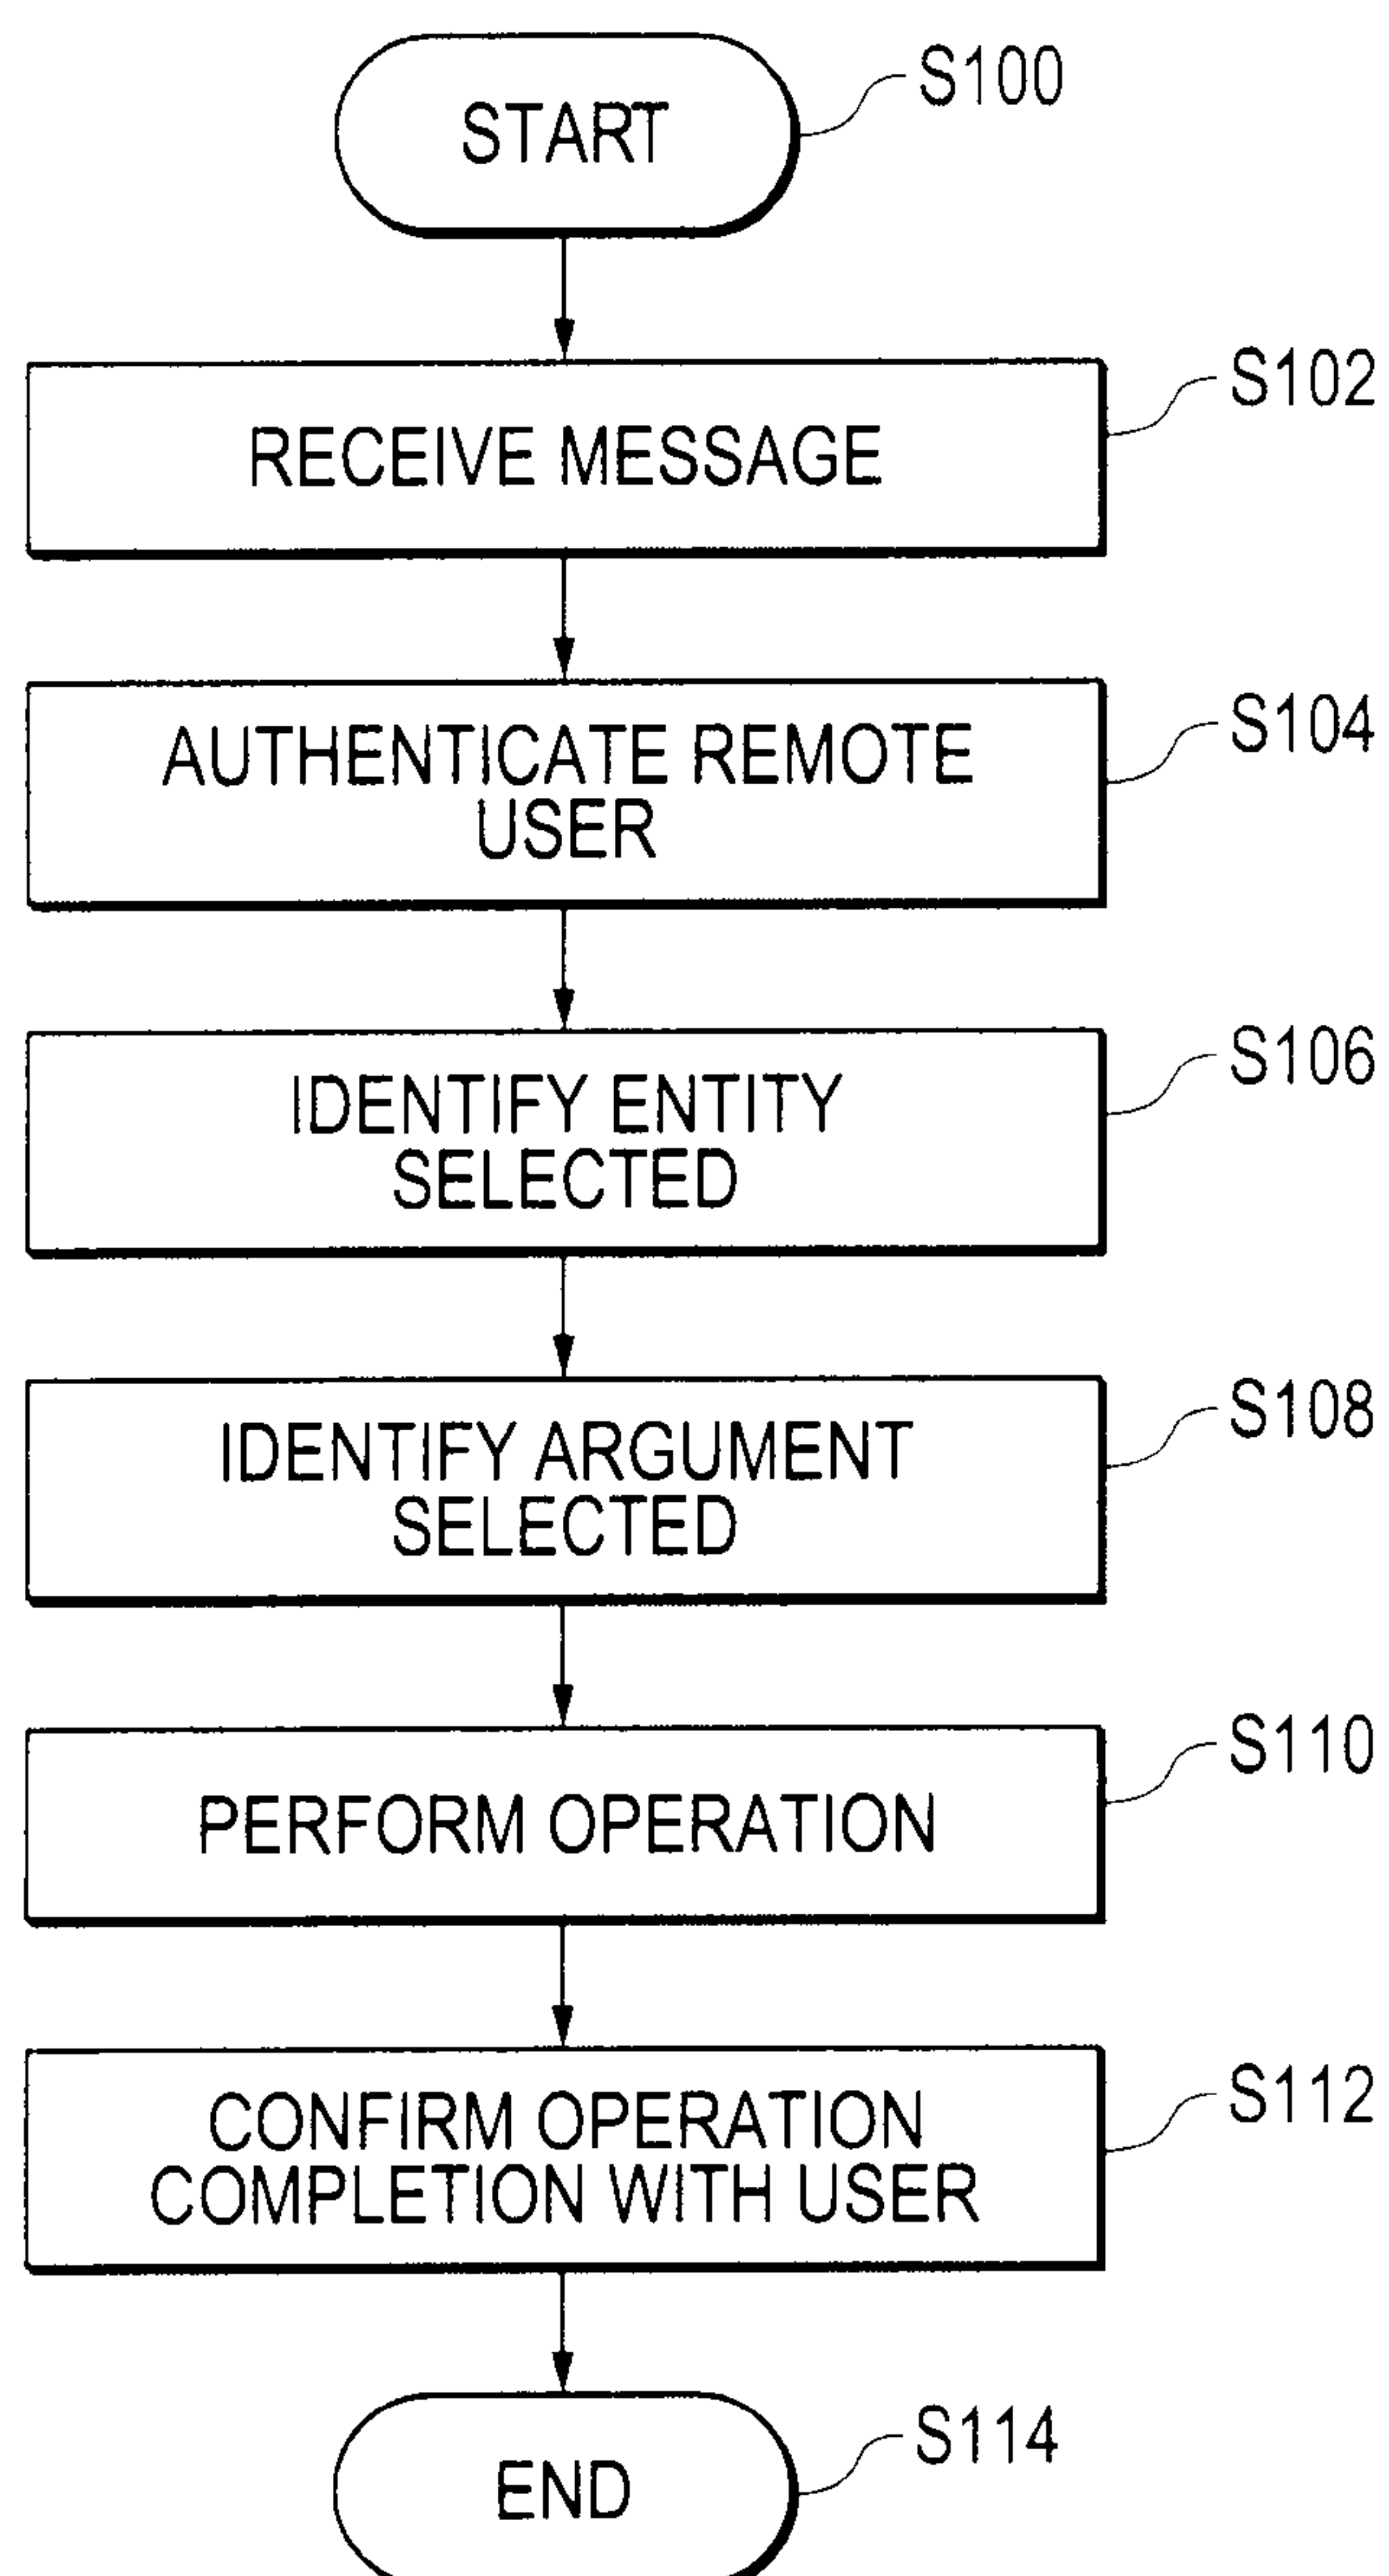 START
S100
RECEIVE MESSAGE
S102
AUTHENTICATE REMOTE
USER
S104
IDENTIFY ENTITY
SELECTED
S106
IDENTIFY ARGUMENT
SELECTED
S108
PERFORM OPERATION
S110
CONFIRM OPERATION
COMPLETION WITH USER
S112
END
S114